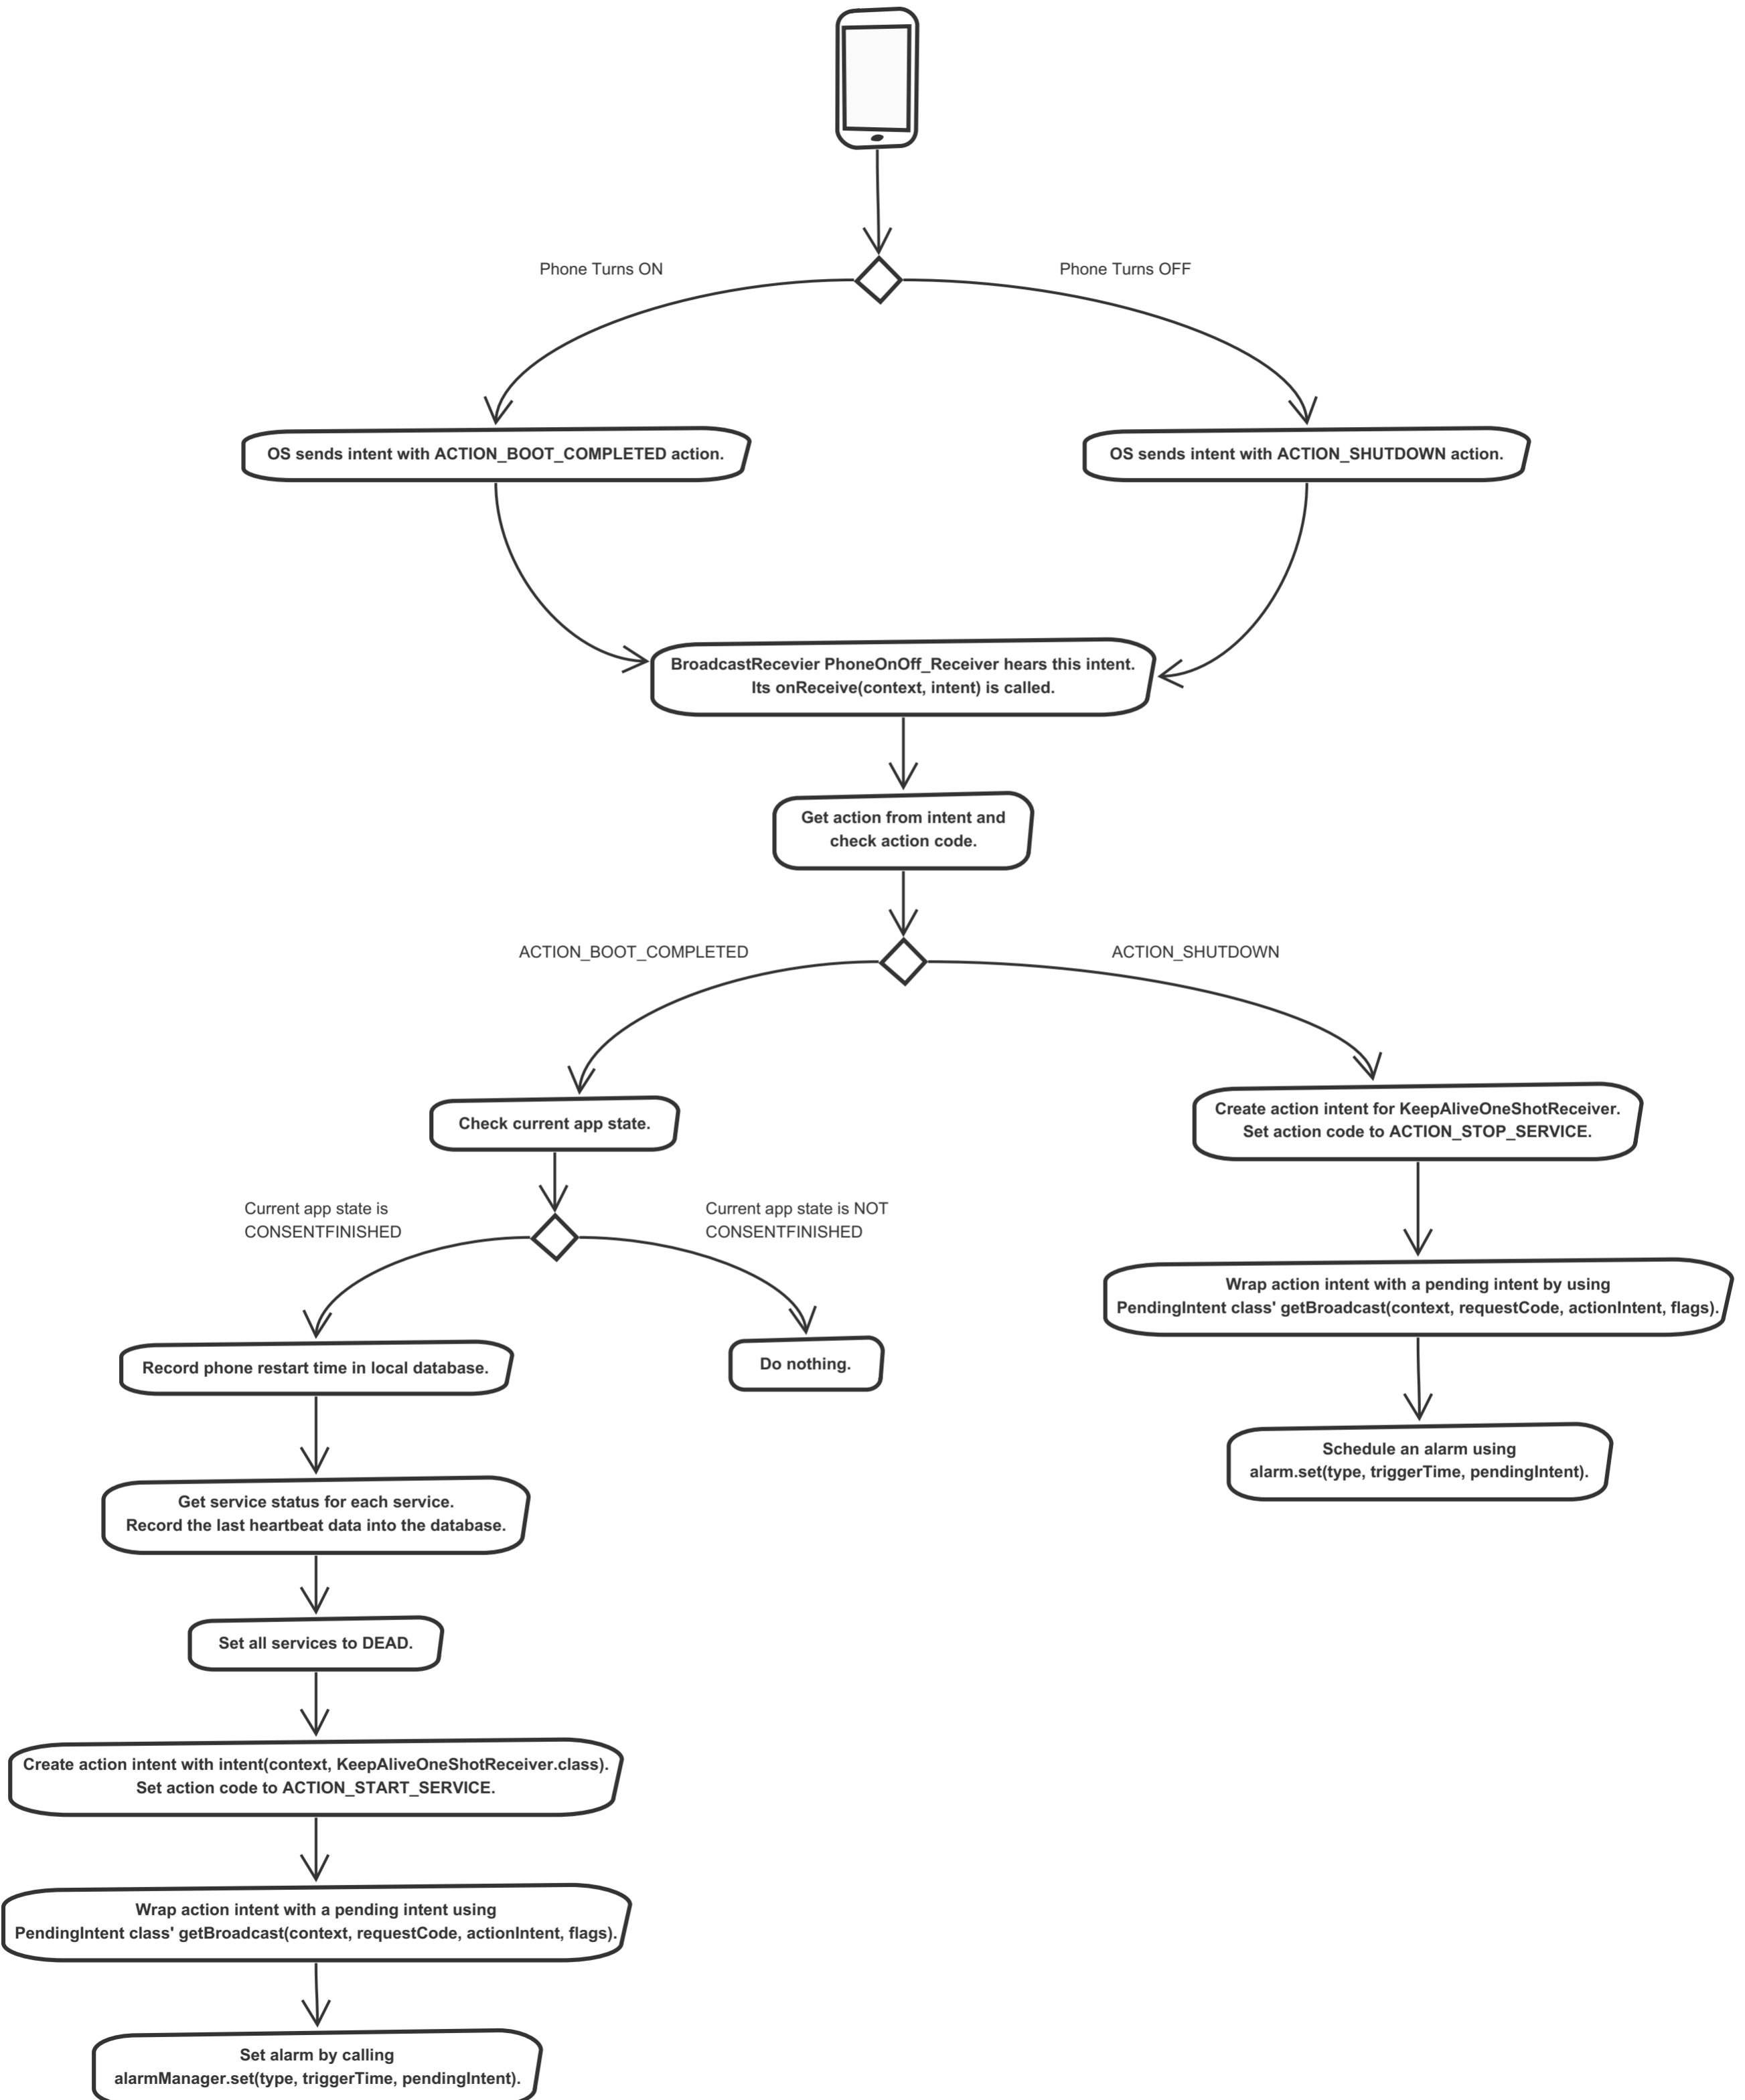 Phone Turns ON
Phone Turns OFF
OS sends intent with ACTION_BOOT_COMPLETED action.
OS sends intent with ACTION_SHUTDOWN action.
BroadcastRecevier PhoneOnOff_Receiver hears this intent.
Its onReceive(context, intent) is called.
Get action from intent and
check action code.
ACTION_BOOT_COMPLETED
ACTION_SHUTDOWN
Check current app state.
Create action intent for KeepAliveOneShotReceiver.
Set action code to ACTION_STOP_SERVICE.
Current app state is
CONSENTFINISHED
Current app state is NOT
CONSENTFINISHED
Wrap action intent with a pending intent by using
PendingIntent class' getBroadcast(context, requestCode, actionIntent, flags).
Record phone restart time in local database.
Do nothing.
Schedule an alarm using
alarm.set(type, triggerTime, pendingIntent).
Get service status for each service.
Record the last heartbeat data into the database.
Set all services to DEAD.
Create action intent with intent(context, KeepAliveOneShotReceiver.class).
Set action code to ACTION_START_SERVICE.
Wrap action intent with a pending intent using
PendingIntent class' getBroadcast(context, requestCode, actionIntent, flags).
Set alarm by calling
alarmManager.set(type, triggerTime, pendingIntent).